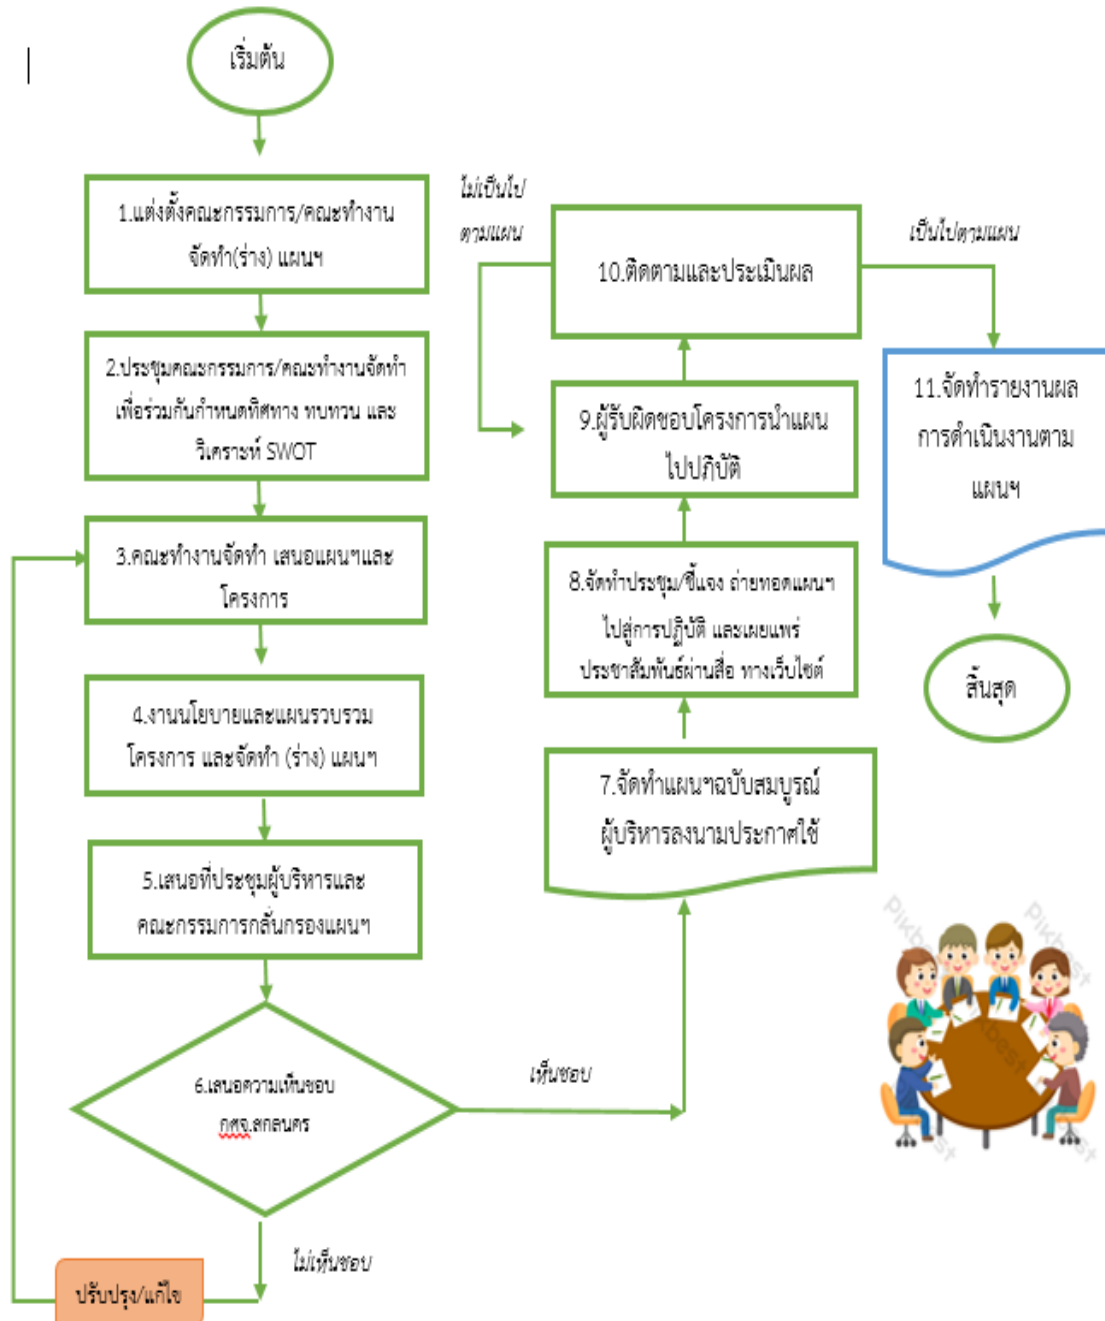 เริ่มต้น
1.แต่งตั้งคณะกรรมการ/คณะทำงาน
จัดทำ(ร่าง) แผนฯ
2.ประชุมคณะกรรมการ/คณะทำงานจัดทำ
เพื่อร่วมกันกำหนดทิศทาง ทบทวน และ
วิเคราะห์ SWOT
3.คณะทำงานจัดทำ เสนอแผนฯและ
โครงการ
4.งานนโยบายและแผนรวบรวม
โครงการ และจัดทำ (ร่าง) แผนฯ
5.เสนอที่ประชุมผู้บริหารและ
คณะกรรมการกลั่นกรองแผนฯ
6.เสนอความเห็นชอบ
กศจ.สกลนคร
ไม่เห็นชอบ
ปรับปรุง/แก้ไข
เห็นชอบ
7.จัดทำแผนฯฉบับสมบูรณ์
ผู้บริหารลงนามประกาศใช้
8.จัดทำประชุม/ชี้แจง ถ่ายทอดแผนฯ
ไปสู่การปฏิบัติ และเผยแพร่
ประชาสัมพันธ์ผ่านสื่อ ทางเว็บไซต์
9.ผู้รับผิดชอบโครงการนำแผน
ไปปฏิบัติ
10.ติดตามและประเมินผล
ไม่เป็นไป
ตามแผน
เป็นไปตามแผน
11.จัดทำรายงานผล
การดำเนินงานตาม
แผนฯ
สิ้นสุด
Pikbest
Pikbest
Pikbest
Pikbest
Pikbest